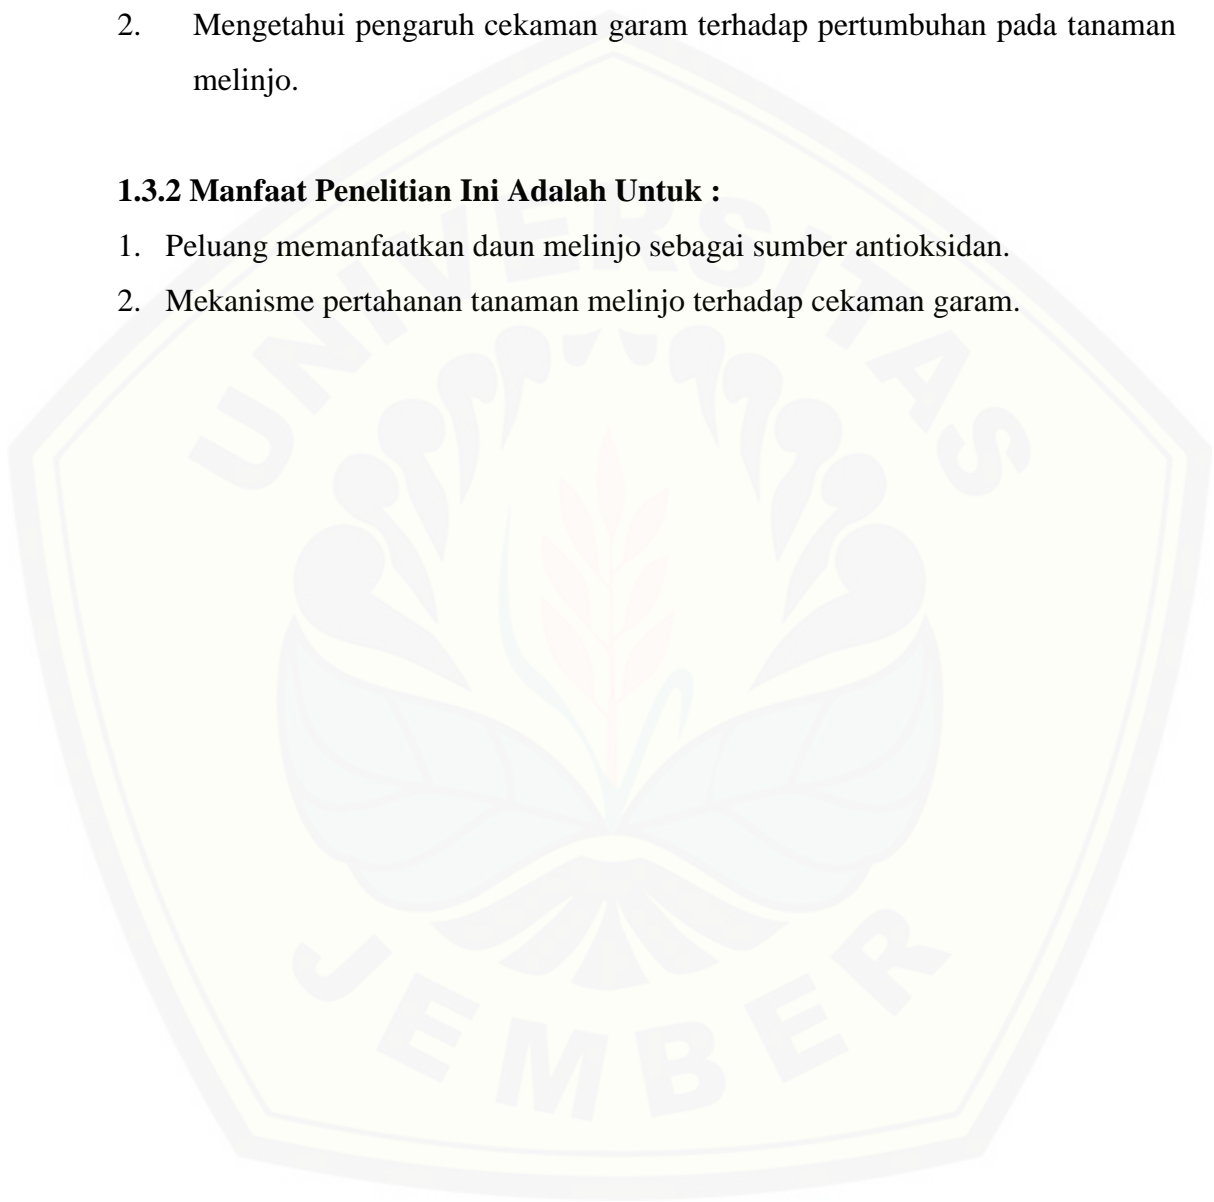 2. Mengetahui pengaruh cekaman garam terhadap pertumbuhan pada tanaman
melinjo.
1.3.2 Manfaat Penelitian Ini Adalah Untuk :
1. Peluang memanfaatkan daun melinjo sebagai sumber antioksidan.
2. Mekanisme pertahanan tanaman melinjo terhadap cekaman garam.
UNIVERSITAS
JEMBER